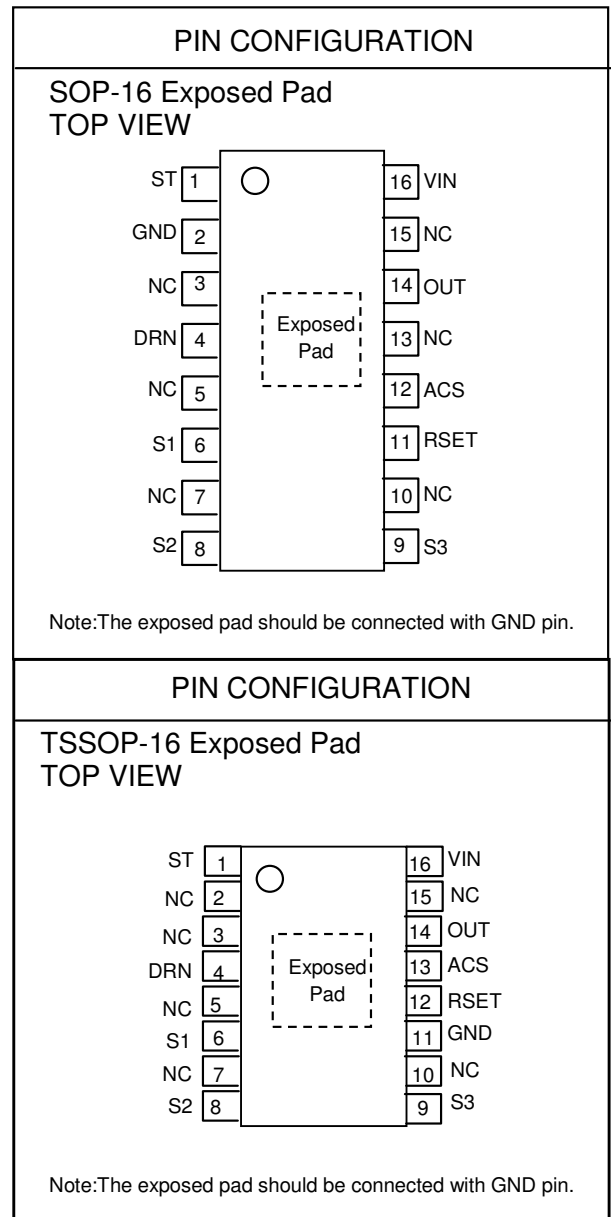 PIN CONFIGURATION
SOP-16 Exposed Pad
TOP VIEW
ST 1 16 VIN
GND 2 15 NC
NC 3 14 OUT
DRN 4 Exposed 13 NC
Pad
NC 5 12 ACS
S1 6 11 RSET
NC 7 10 NC
S2 8 9 S3
Note:The exposed pad should be connected with GND pin.
PIN CONFIGURATION
TSSOP-16 Exposed Pad
TOP VIEW
ST 1 16 VIN
NC 2 15 NC
NC 3 14 OUT
DRN 4 Exposed 13 ACS
Pad
NC 5 12 RSET
S1 6 11 GND
NC 7 10 NC
S2 8 9 S3
Note:The exposed pad should be connected with GND pin.